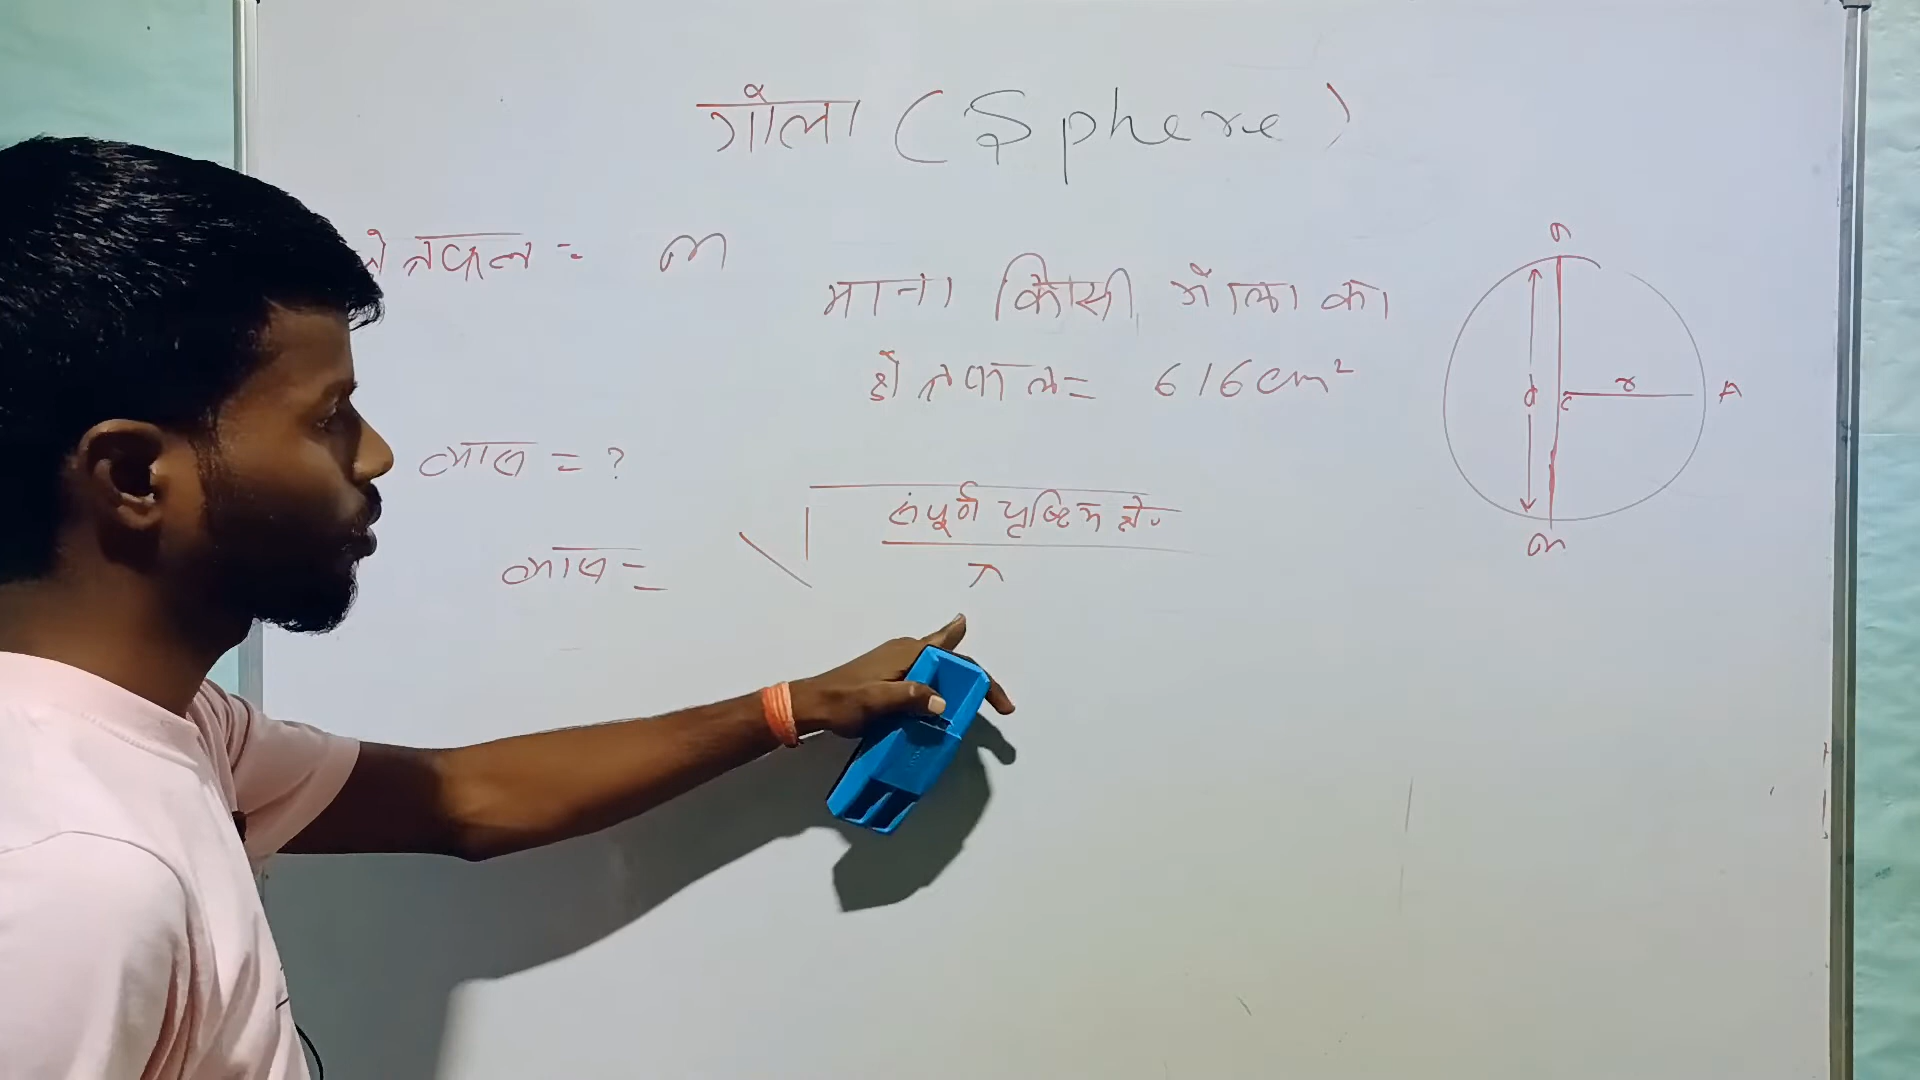 गोला (Sphere)
क्षेत्रफल = m
माना किसी गोला का
क्षेत्रफल = 616 cm²
व्यास = ?
व्यास = √ संपूर्ण पृष्ठिय क्षे॰
π
n
d
c
r
A
m